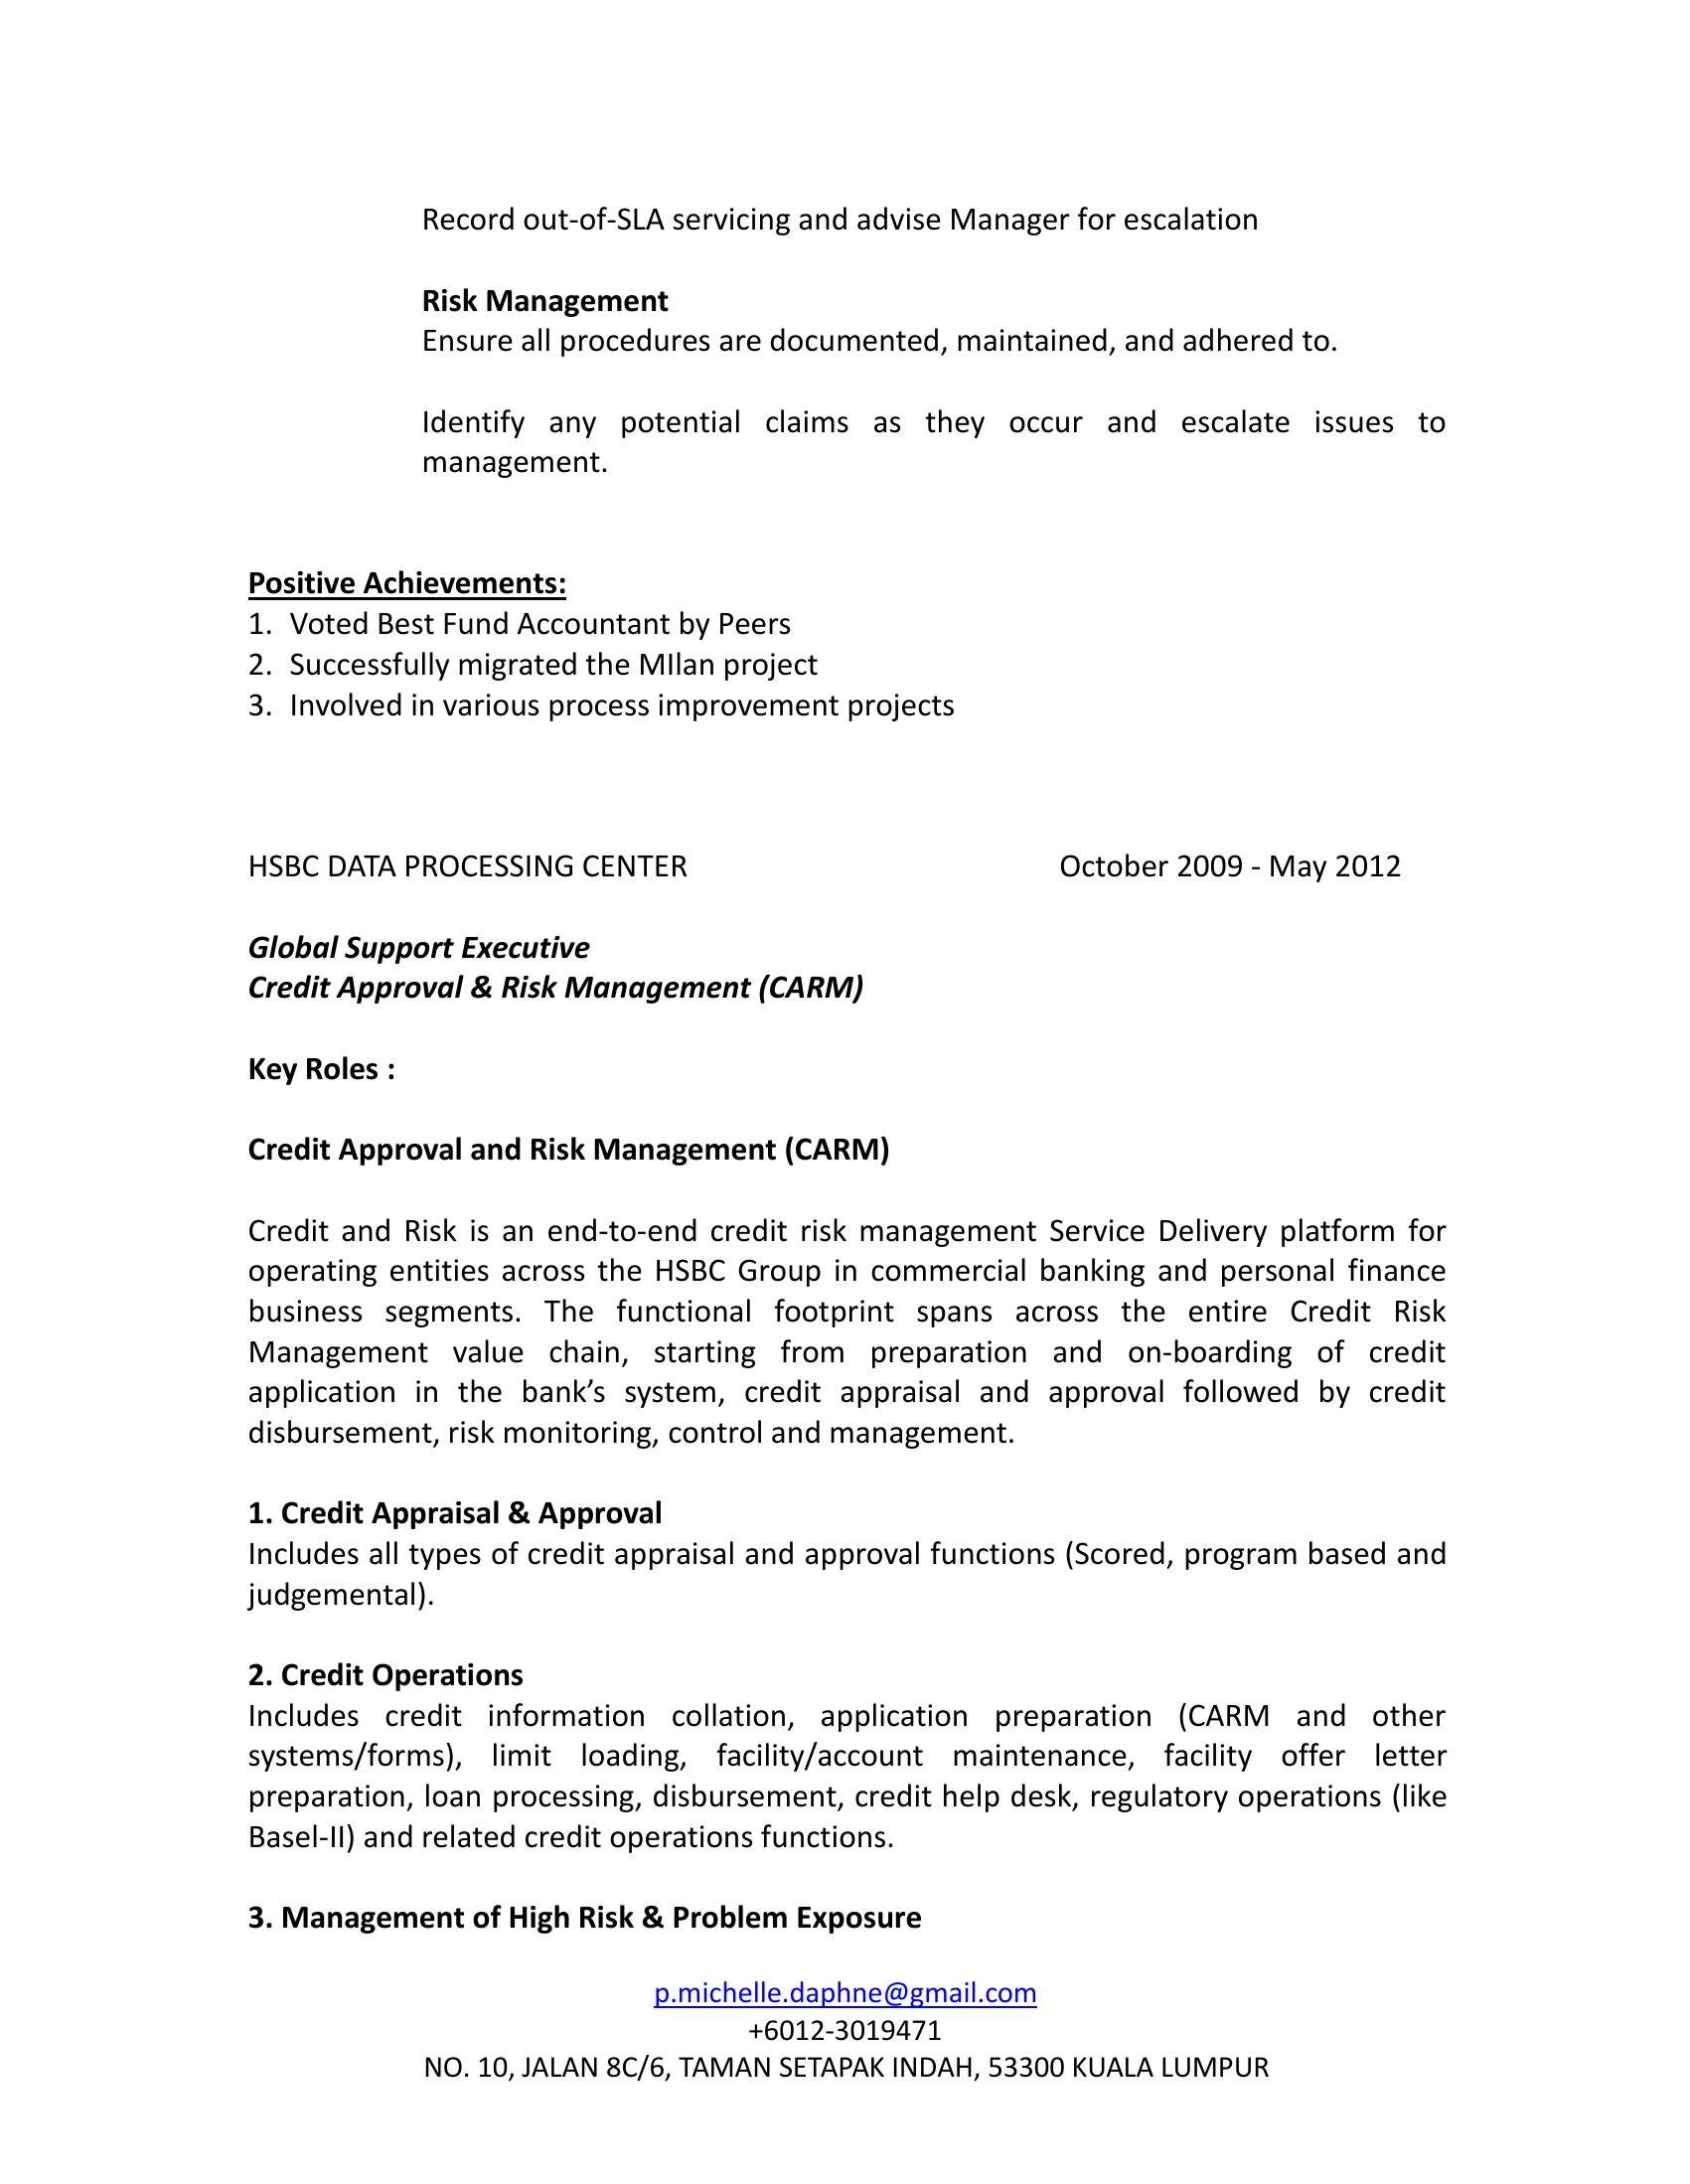 Record out-of-SLA servicing and advise Manager for escalation
Risk Management
Ensure all procedures are documented, maintained, and adhered to.
Identify any potential claims as they occur and escalate issues to
management.
Positive Achievements:
1. Voted Best Fund Accountant by Peers
2. Successfully migrated the MIlan project
3. Involved in various process improvement projects
HSBC DATA PROCESSING CENTER October 2009 - May 2012
Global Support Executive
Credit Approval & Risk Management (CARM)
Key Roles :
Credit Approval and Risk Management (CARM)
Credit and Risk is an end-to-end credit risk management Service Delivery platform for
operating entities across the HSBC Group in commercial banking and personal finance
business segments. The functional footprint spans across the entire Credit Risk
Management value chain, starting from preparation and on-boarding of credit
application in the bank’s system, credit appraisal and approval followed by credit
disbursement, risk monitoring, control and management.
1. Credit Appraisal & Approval
Includes all types of credit appraisal and approval functions (Scored, program based and
judgemental).
2. Credit Operations
Includes credit information collation, application preparation (CARM and other
systems/forms), limit loading, facility/account maintenance, facility offer letter
preparation, loan processing, disbursement, credit help desk, regulatory operations (like
Basel-II) and related credit operations functions.
3. Management of High Risk & Problem Exposure
p.michelle.daphne@gmail.com
+6012-3019471
NO. 10, JALAN 8C/6, TAMAN SETAPAK INDAH, 53300 KUALA LUMPUR